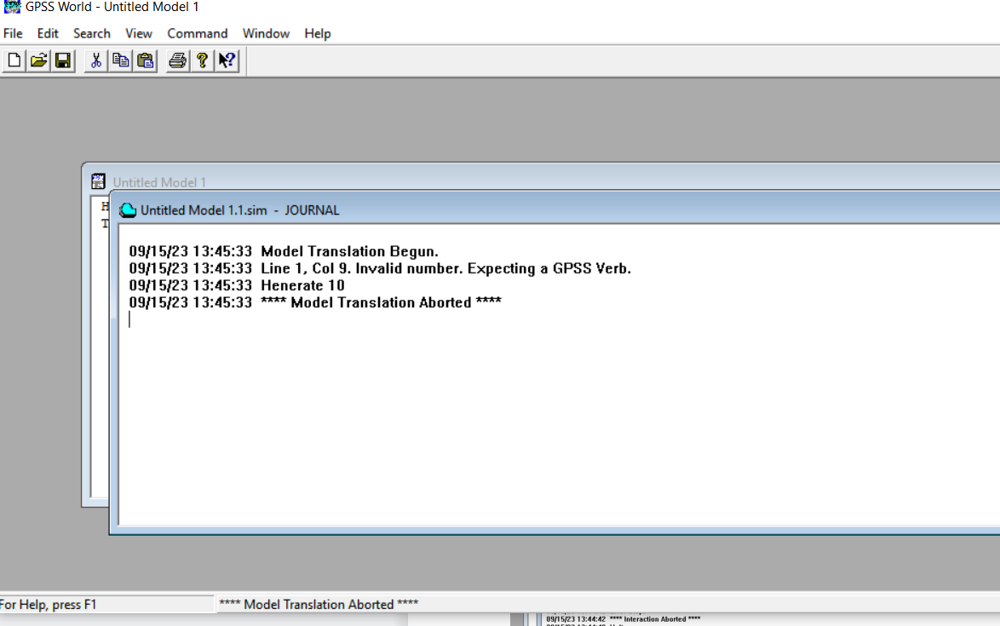 GPSS World - Untitled Model 1
File Edit Search View Command Window Help
Untitled Model 1
H
T
Untitled Model 1.1.sim - JOURNAL
09/15/23 13:45:33 Model Translation Begun.
09/15/23 13:45:33 Line 1, Col 9. Invalid number. Expecting a GPSS Verb.
09/15/23 13:45:33 Henerate 10
09/15/23 13:45:33 **** Model Translation Aborted ****
For Help, press F1 **** Model Translation Aborted ****
09/15/23 13:44:42 **** Interaction Aborted ****